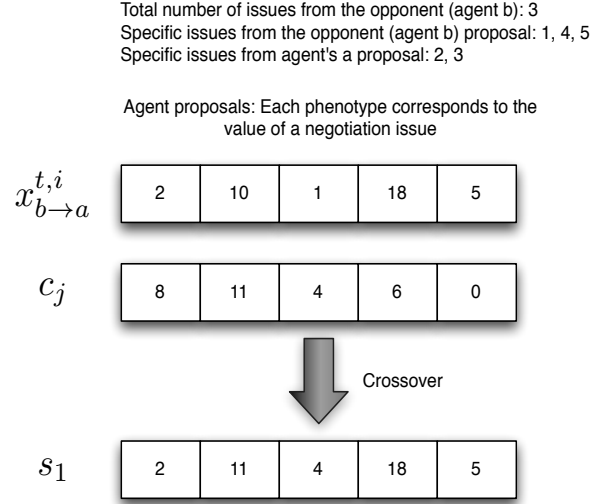 Total number of issues from the opponent (agent b): 3
Specific issues from the opponent (agent b) proposal: 1, 4, 5
Specific issues from agent's a proposal: 2, 3
Agent proposals: Each phenotype corresponds to the
value of a negotiation issue
x^{t,i}_{b→a} 2 10 1 18 5
c_j 8 11 4 6 0
Crossover
s_1 2 11 4 18 5